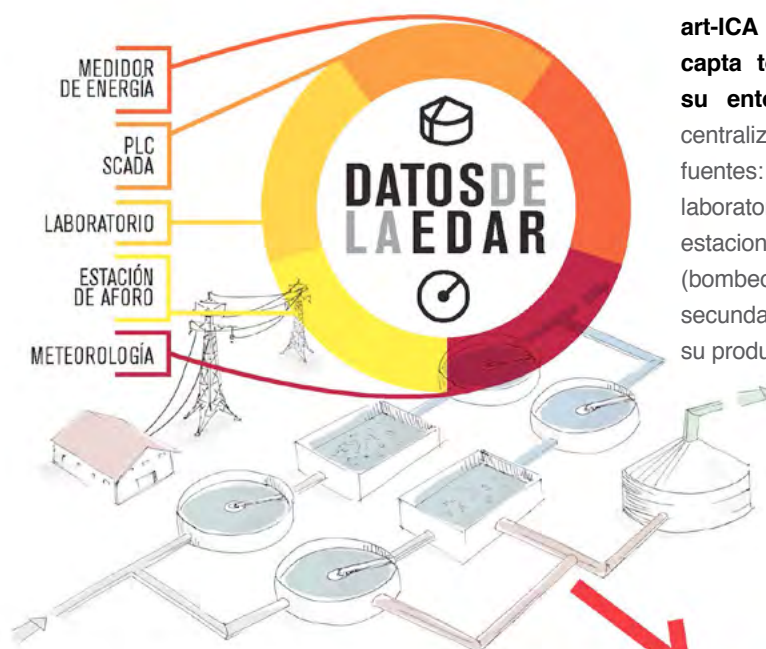 MEDIDOR
DE ENERGÍA
PLC
SCADA
LABORATORIO
ESTACIÓN
DE AFORO
METEOROLOGÍA
DATOSDE
LAEDAR
art-ICA
capta
su
centraliz
fuentes:
laborato
estacion
(bombeo
secunda
su produ